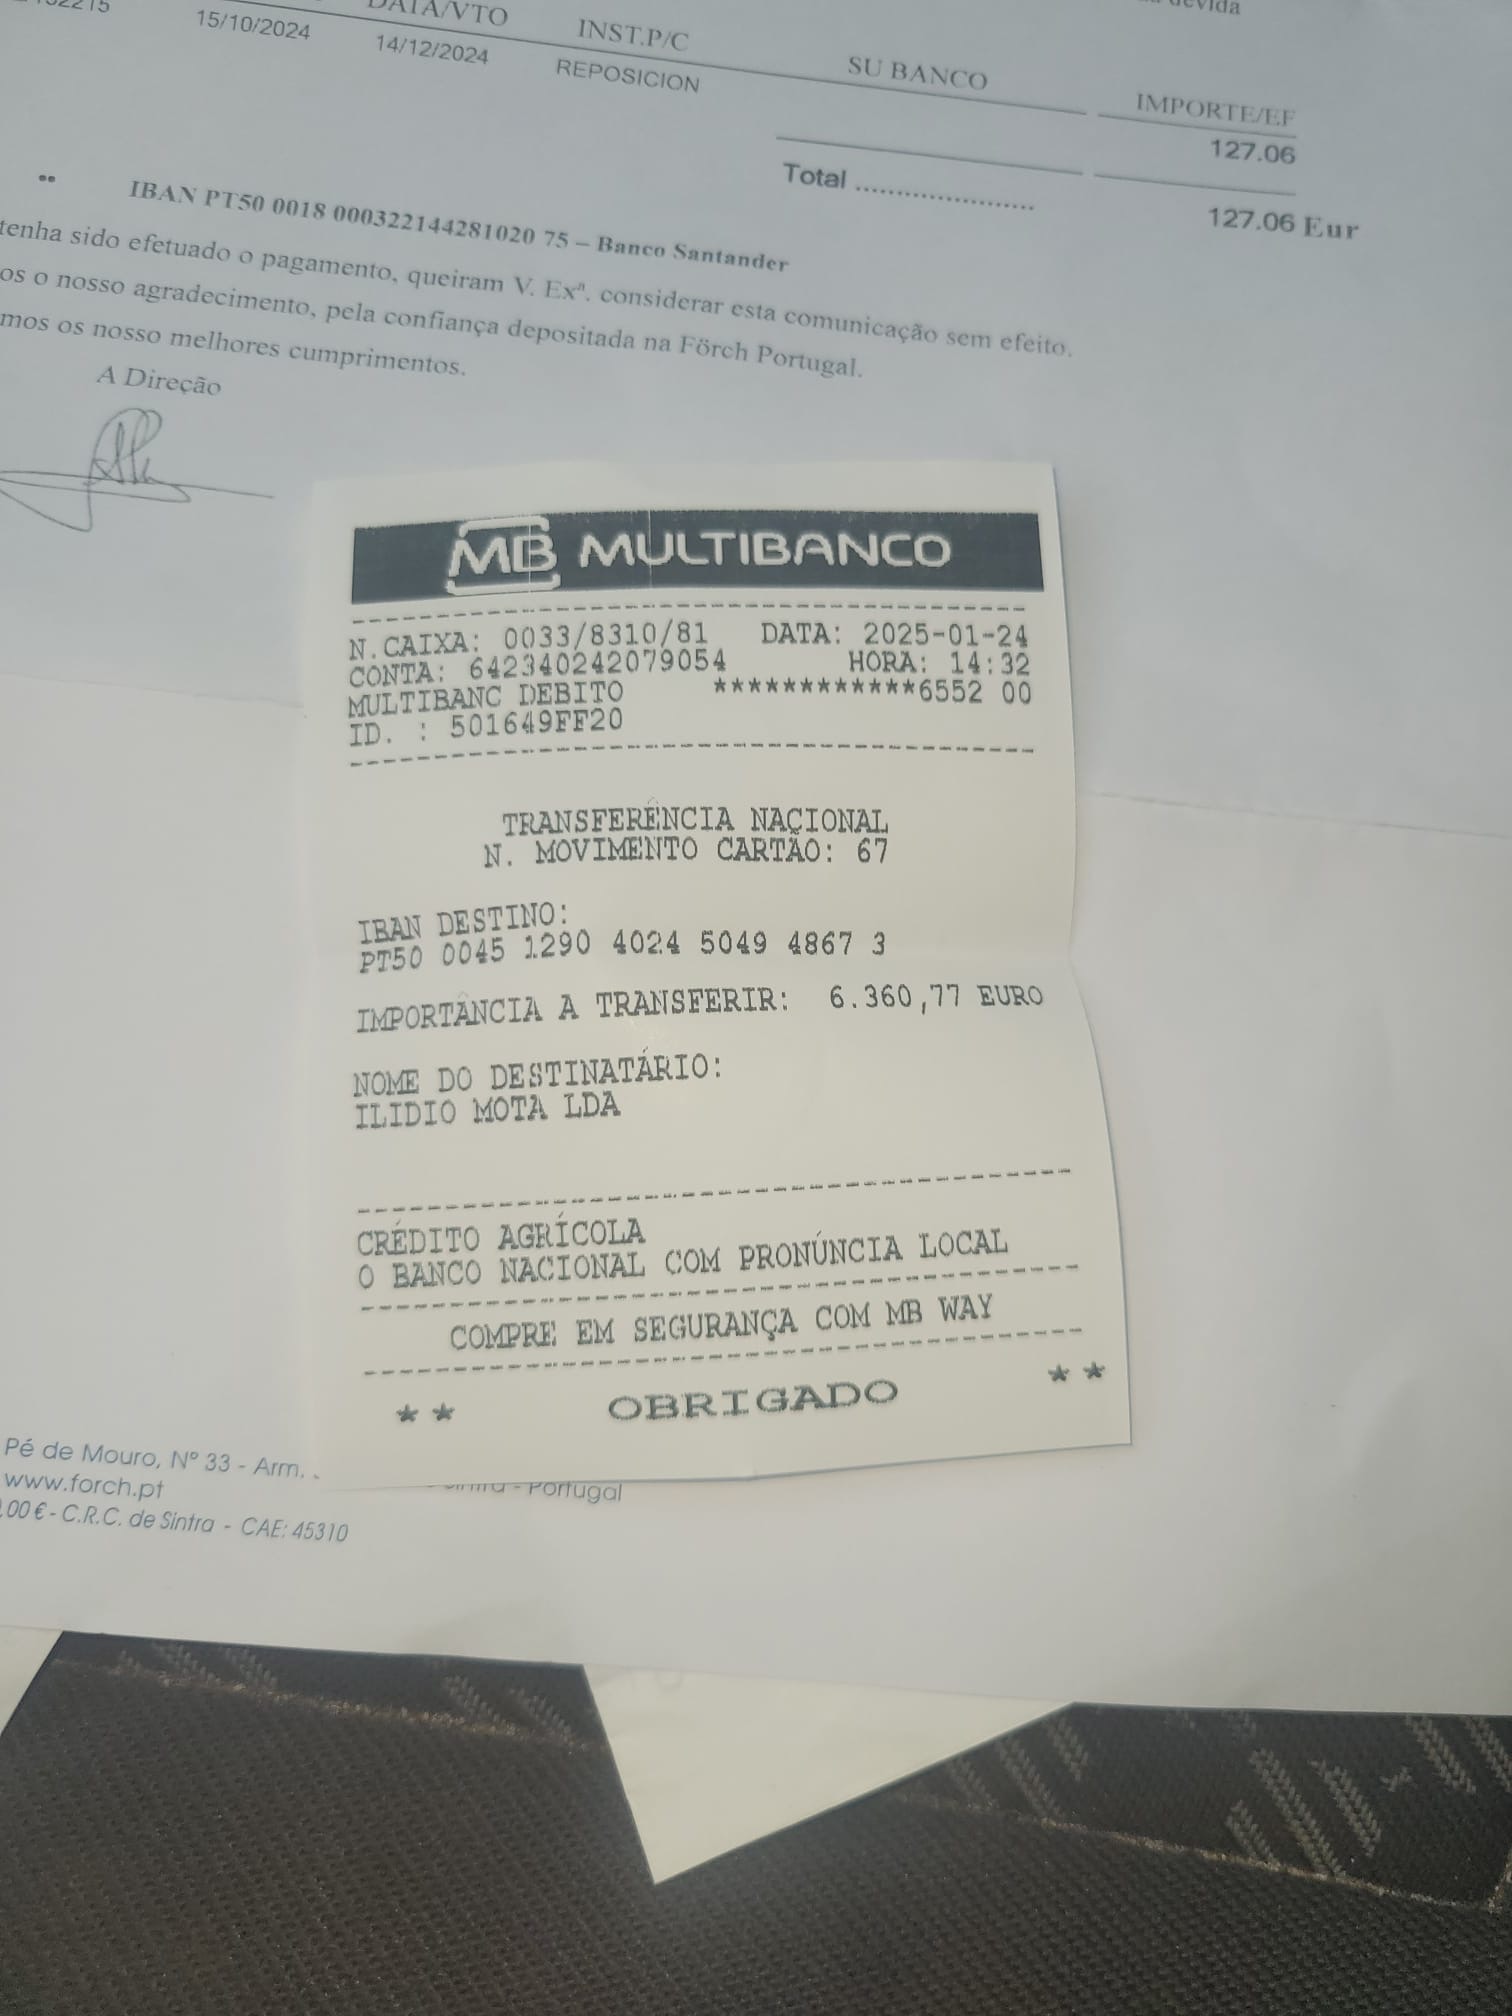 devida
15/10/2024
DATA/VTO
14/12/2024
INST.P/C
REPOSICION
SU BANCO
IMPORTE/EF
127.06
Total ........................ 127.06 Eur
IBAN PT50 0018 000322144281020 75 – Banco Santander
tenha sido efetuado o pagamento, queiram V. Exª. considerar esta comunicação sem efeito.
os o nosso agradecimento, pela confiança depositada na Förch Portugal.
mos os nosso melhores cumprimentos.
A Direção
MB MULTIBANCO
N.CAIXA: 0033/8310/81 DATA: 2025-01-24
CONTA: 642340242079054 HORA: 14:32
MULTIBANC DEBITO ************6552 00
ID. : 501649FF20
TRANSFERÊNCIA NACIONAL
N. MOVIMENTO CARTÃO: 67
IBAN DESTINO:
PT50 0045 1290 4024 5049 4867 3
IMPORTÂNCIA A TRANSFERIR: 6.360,77 EURO
NOME DO DESTINATÁRIO:
ILIDIO MOTA LDA
CRÉDITO AGRÍCOLA
O BANCO NACIONAL COM PRONÚNCIA LOCAL
COMPRE EM SEGURANÇA COM MB WAY
** OBRIGADO **
Pé de Mouro, Nº 33 - Arm. - Portugal
www.forch.pt
00 € - C.R.C. de Sintra - CAE: 45310